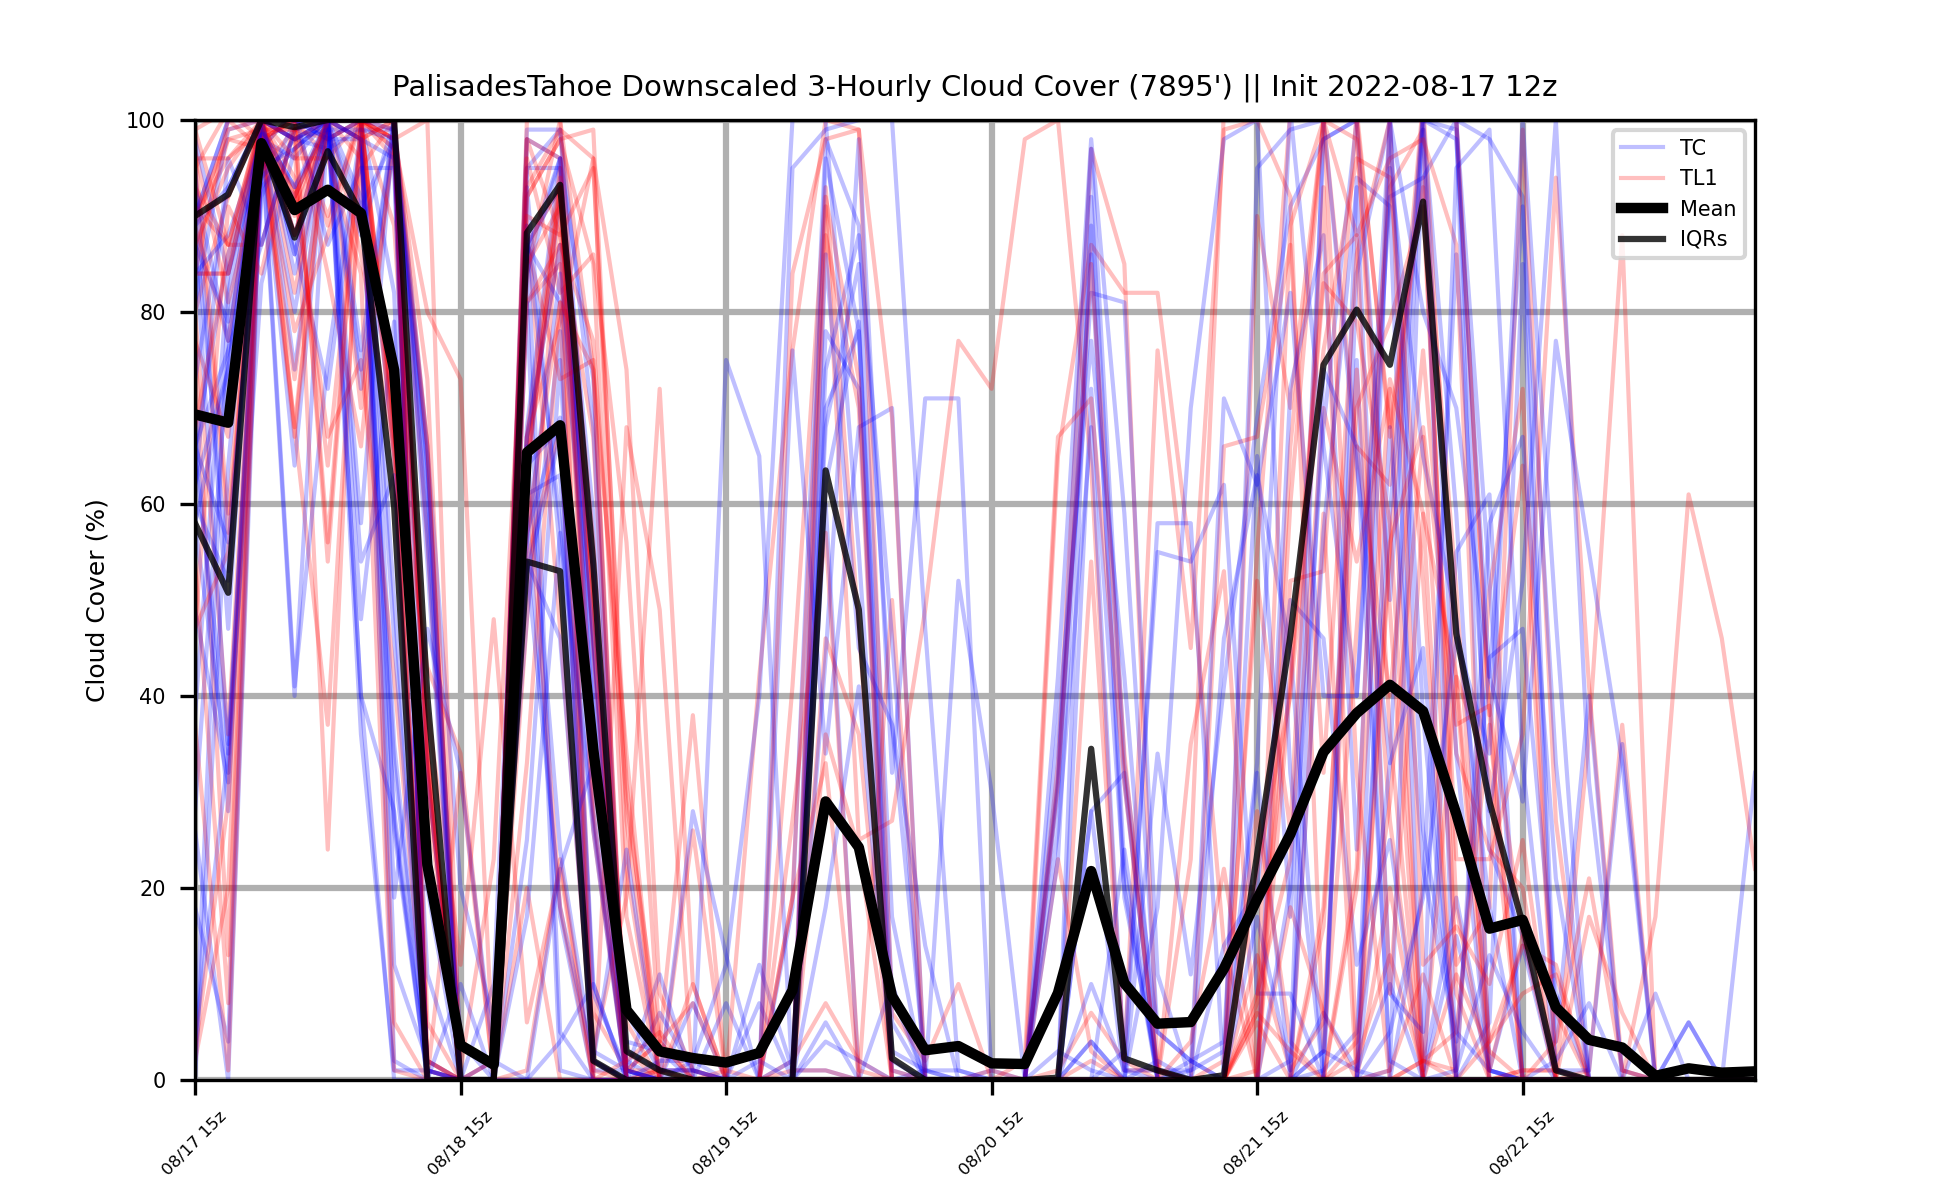 PalisadesTahoe Downscaled 3-Hourly Cloud Cover (7895') || Init 2022-08-17 12z
TC
TL1
Mean
IQRs
Cloud Cover (%)
100
80
60
40
20
0
08/17 15z
08/18 15z
08/19 15z
08/20 15z
08/21 15z
08/22 15z